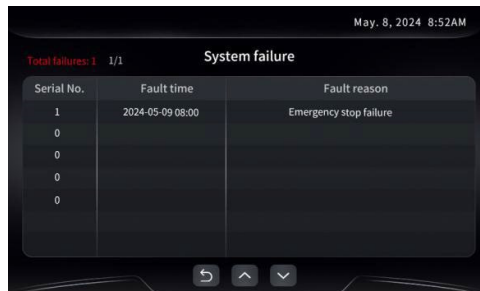 May. 8, 2024 8:52AM
Total failures: 1 1/1 System failure
Serial No. Fault time Fault reason
1 2024-05-09 08:00 Emergency stop failure
0
0
0
0